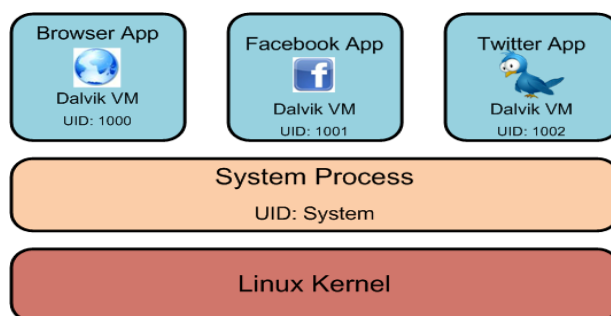 Browser App
Dalvik VM
UID: 1000
Facebook App
f
Dalvik VM
UID: 1001
Twitter App
Dalvik VM
UID: 1002
System Process
UID: System
Linux Kernel